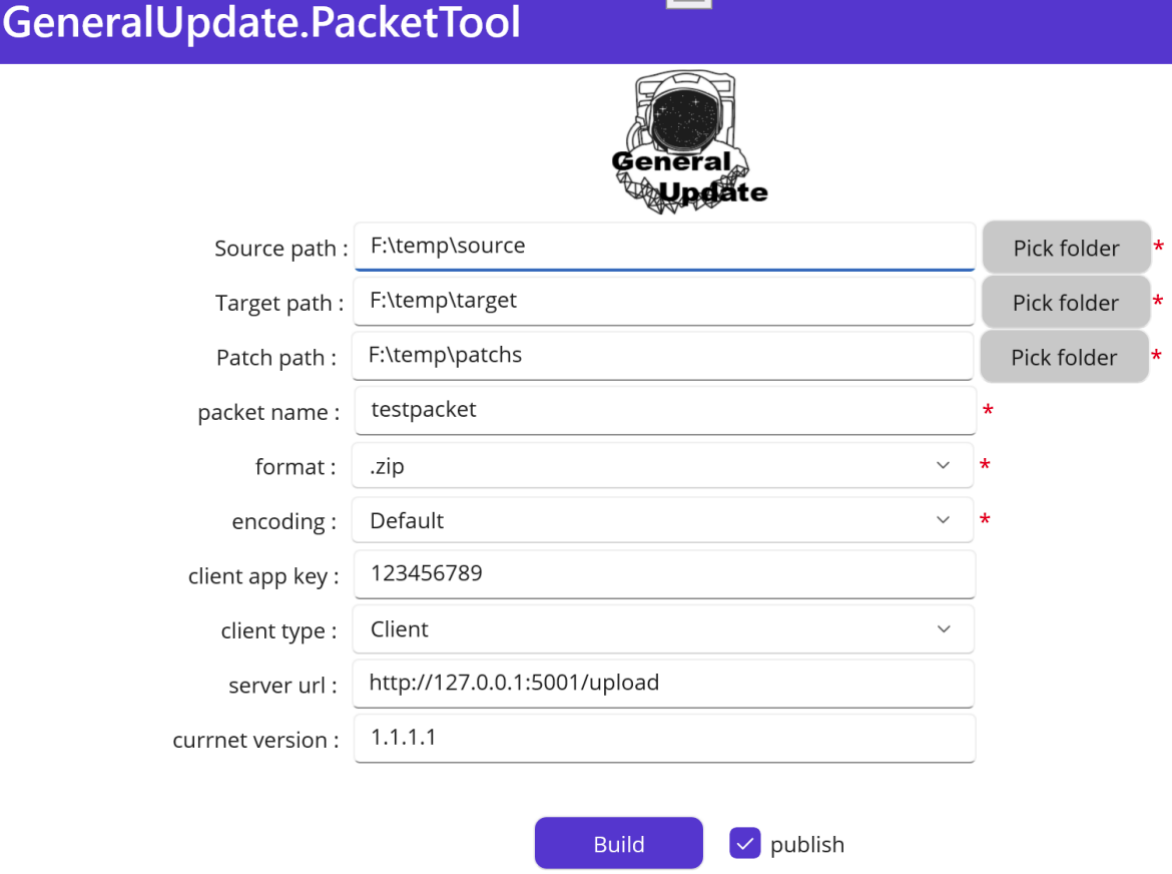 GeneralUpdate.PacketTool
General
Update
Source path : F:\temp\source Pick folder *
Target path : F:\temp\target Pick folder *
Patch path : F:\temp\patchs Pick folder *
packet name : testpacket *
format : .zip *
encoding : Default *
client app key : 123456789
client type : Client
server url : http://127.0.0.1:5001/upload
currnet version : 1.1.1.1
Build publish